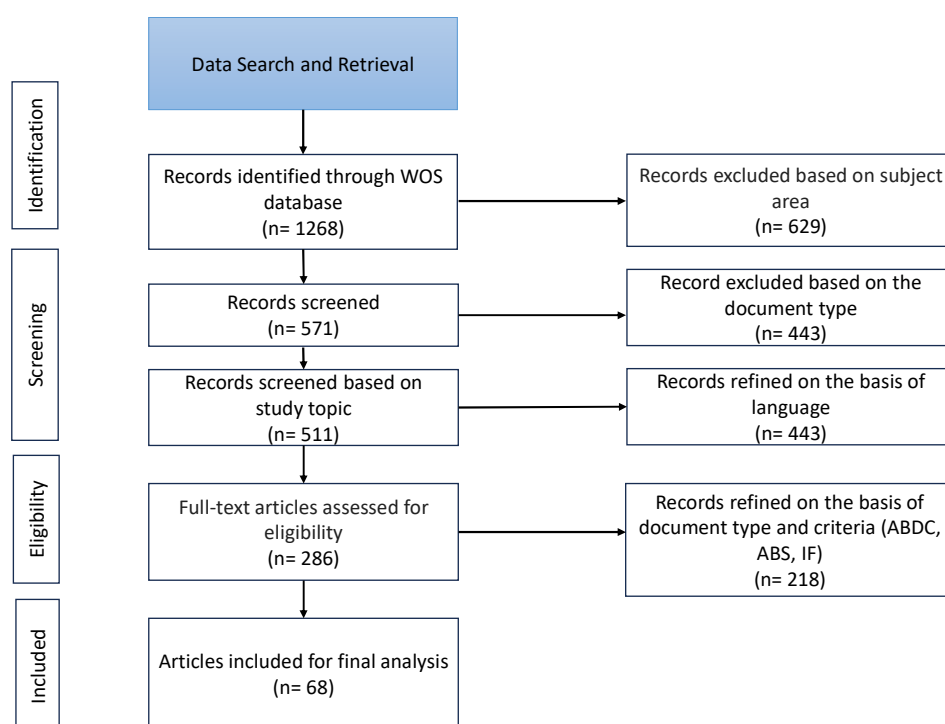 Data Search and Retrieval
Identification
Records identified through WOS
database
(n= 1268)
Records excluded based on subject
area
(n= 629)
Screening
Records screened
(n= 571)
Record excluded based on the
document type
(n= 443)
Records screened based on
study topic
(n= 511)
Records refined on the basis of
language
(n= 443)
Eligibility
Full-text articles assessed for
eligibility
(n= 286)
Records refined on the basis of
document type and criteria (ABDC,
ABS, IF)
(n= 218)
Included
Articles included for final analysis
(n= 68)